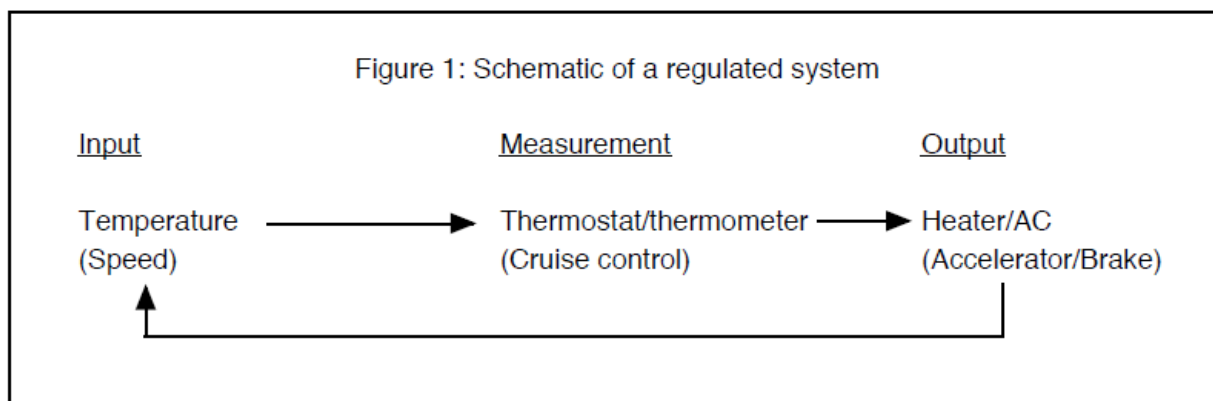 Figure 1: Schematic of a regulated system
Input Measurement Output
Temperature Thermostat/thermometer Heater/AC
(Speed) (Cruise control) (Accelerator/Brake)